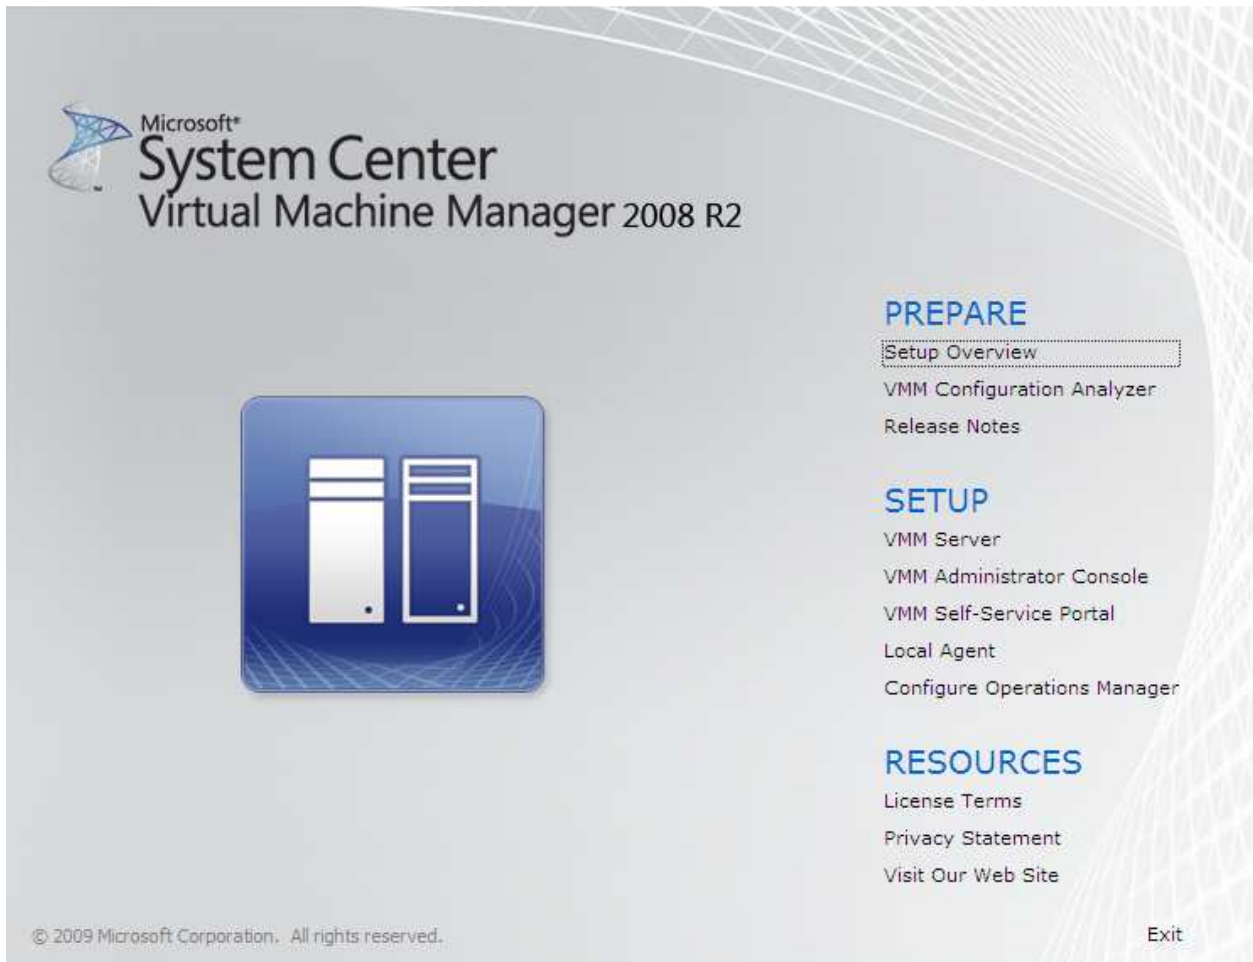 Microsoft®
System Center
Virtual Machine Manager 2008 R2
PREPARE
Setup Overview
VMM Configuration Analyzer
Release Notes
SETUP
VMM Server
VMM Administrator Console
VMM Self-Service Portal
Local Agent
Configure Operations Manager
RESOURCES
License Terms
Privacy Statement
Visit Our Web Site
© 2009 Microsoft Corporation. All rights reserved.
Exit